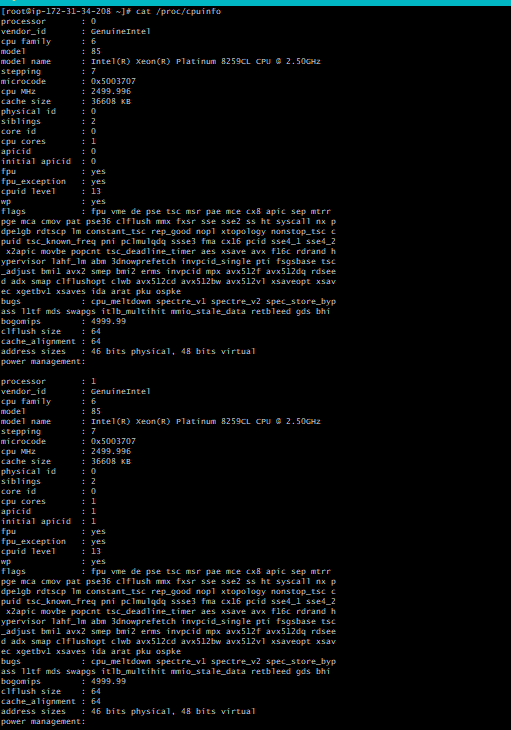 [root@ip-172-31-34-208 ~]# cat /proc/cpuinfo
processor       : 0
vendor_id       : GenuineIntel
cpu family      : 6
model           : 85
model name      : Intel(R) Xeon(R) Platinum 8259CL CPU @ 2.50GHz
stepping        : 7
microcode       : 0x5003707
cpu MHz         : 2499.996
cache size      : 36608 KB
physical id     : 0
siblings        : 2
core id         : 0
cpu cores       : 1
apicid          : 0
initial apicid  : 0
fpu             : yes
fpu_exception   : yes
cpuid level     : 13
wp              : yes
flags           : fpu vme de pse tsc msr pae mce cx8 apic sep mtrr
pge mca cmov pat pse36 clflush mmx fxsr sse sse2 ss ht syscall nx p
dpelgb rdtscp lm constant_tsc rep_good nopl xtopology nonstop_tsc c
puid tsc_known_freq pni pclmulqdq ssse3 fma cx16 pcid sse4_1 sse4_2
 x2apic movbe popcnt tsc_deadline_timer aes xsave avx f16c rdrand h
ypervisor lahf_lm abm 3dnowprefetch invpcid_single pti fsgsbase tsc
_adjust bmi1 avx2 smep bmi2 erms invpcid mpx avx512f avx512dq rdsee
d adx smap clflushopt clwb avx512cd avx512bw avx512vl xsaveopt xsav
ec xgetbv1 xsaves ida arat pku ospke
bugs            : cpu_meltdown spectre_v1 spectre_v2 spec_store_byp
ass l1tf mds swapgs itlb_multihit mmio_stale_data retbleed gds bhi
bogomips        : 4999.99
clflush size    : 64
cache_alignment : 64
address sizes   : 46 bits physical, 48 bits virtual
power management:

processor       : 1
vendor_id       : GenuineIntel
cpu family      : 6
model           : 85
model name      : Intel(R) Xeon(R) Platinum 8259CL CPU @ 2.50GHz
stepping        : 7
microcode       : 0x5003707
cpu MHz         : 2499.996
cache size      : 36608 KB
physical id     : 0
siblings        : 2
core id         : 0
cpu cores       : 1
apicid          : 1
initial apicid  : 1
fpu             : yes
fpu_exception   : yes
cpuid level     : 13
wp              : yes
flags           : fpu vme de pse tsc msr pae mce cx8 apic sep mtrr
pge mca cmov pat pse36 clflush mmx fxsr sse sse2 ss ht syscall nx p
dpelgb rdtscp lm constant_tsc rep_good nopl xtopology nonstop_tsc c
puid tsc_known_freq pni pclmulqdq ssse3 fma cx16 pcid sse4_1 sse4_2
 x2apic movbe popcnt tsc_deadline_timer aes xsave avx f16c rdrand h
ypervisor lahf_lm abm 3dnowprefetch invpcid_single pti fsgsbase tsc
_adjust bmi1 avx2 smep bmi2 erms invpcid mpx avx512f avx512dq rdsee
d adx smap clflushopt clwb avx512cd avx512bw avx512vl xsaveopt xsav
ec xgetbv1 xsaves ida arat pku ospke
bugs            : cpu_meltdown spectre_v1 spectre_v2 spec_store_byp
ass l1tf mds swapgs itlb_multihit mmio_stale_data retbleed gds bhi
bogomips        : 4999.99
clflush size    : 64
cache_alignment : 64
address sizes   : 46 bits physical, 48 bits virtual
power management: